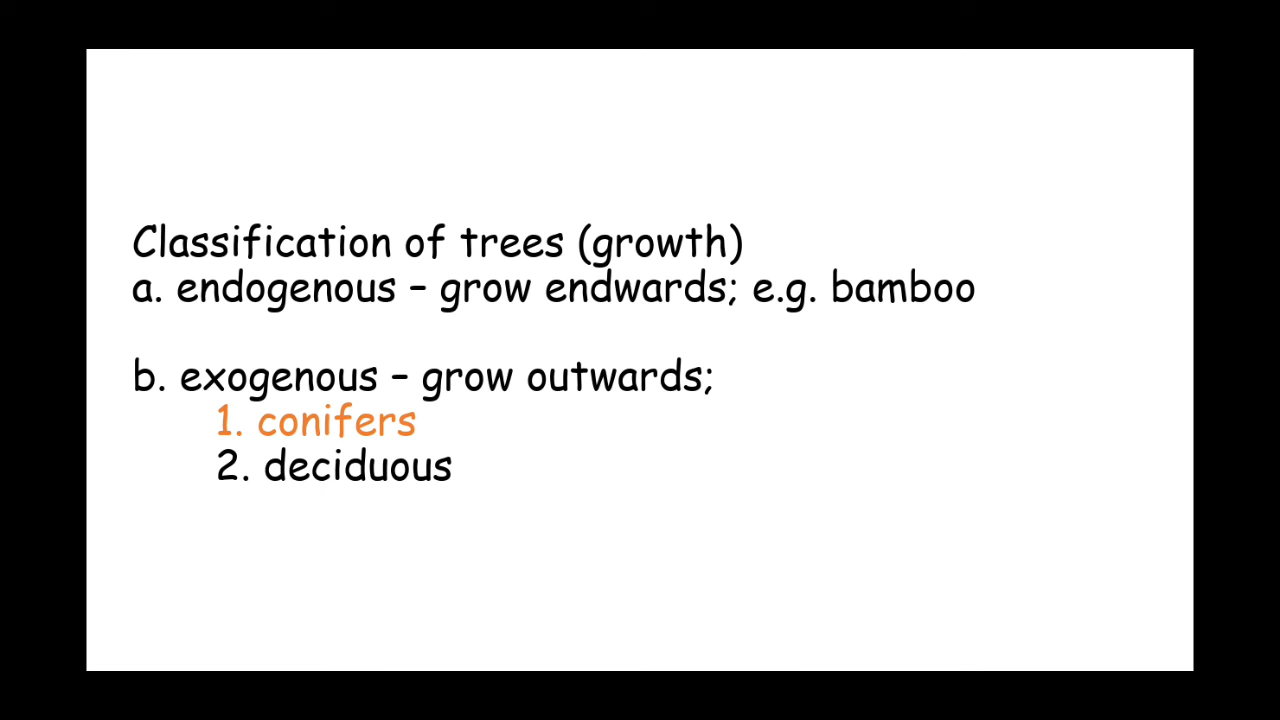 Classification of trees (growth)
a. endogenous – grow endwards; e.g. bamboo
b. exogenous – grow outwards;
1. conifers
2. deciduous